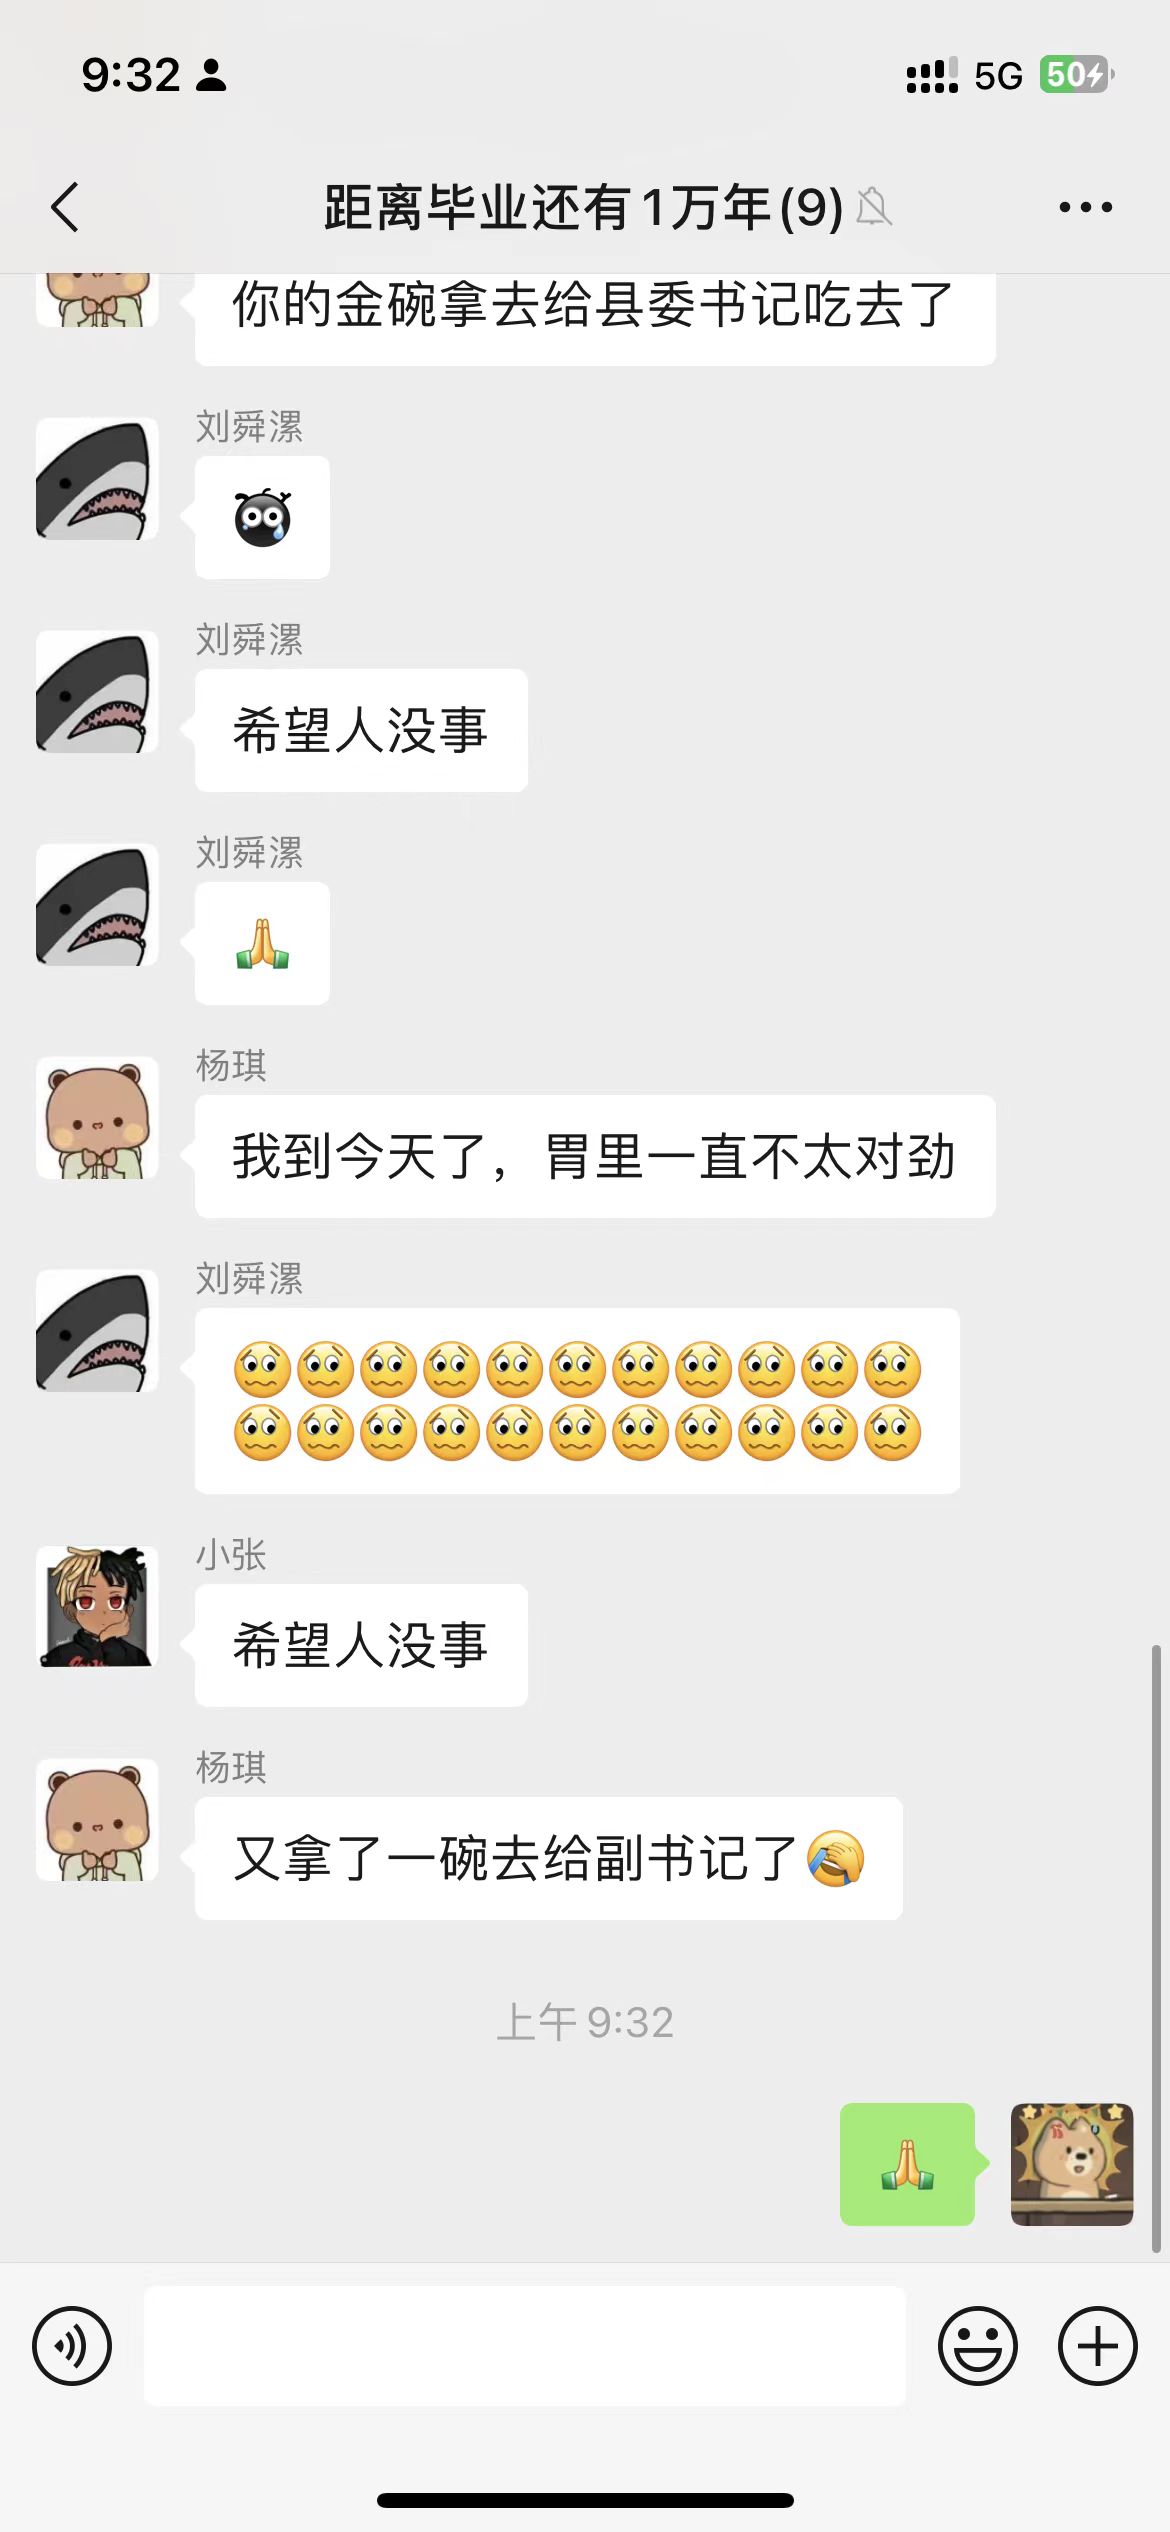 9:32
5G
50
距离毕业还有1万年(9)
你的金碗拿去给县委书记吃去了
刘舜漯
刘舜漯
希望人没事
刘舜漯
🙏
杨琪
我到今天了，胃里一直不太对劲
刘舜漯
🥴🥴🥴🥴🥴🥴🥴🥴🥴🥴🥴
🥴🥴🥴🥴🥴🥴🥴🥴🥴🥴🥴
小张
希望人没事
杨琪
又拿了一碗去给副书记了🤦
上午 9:32
🙏